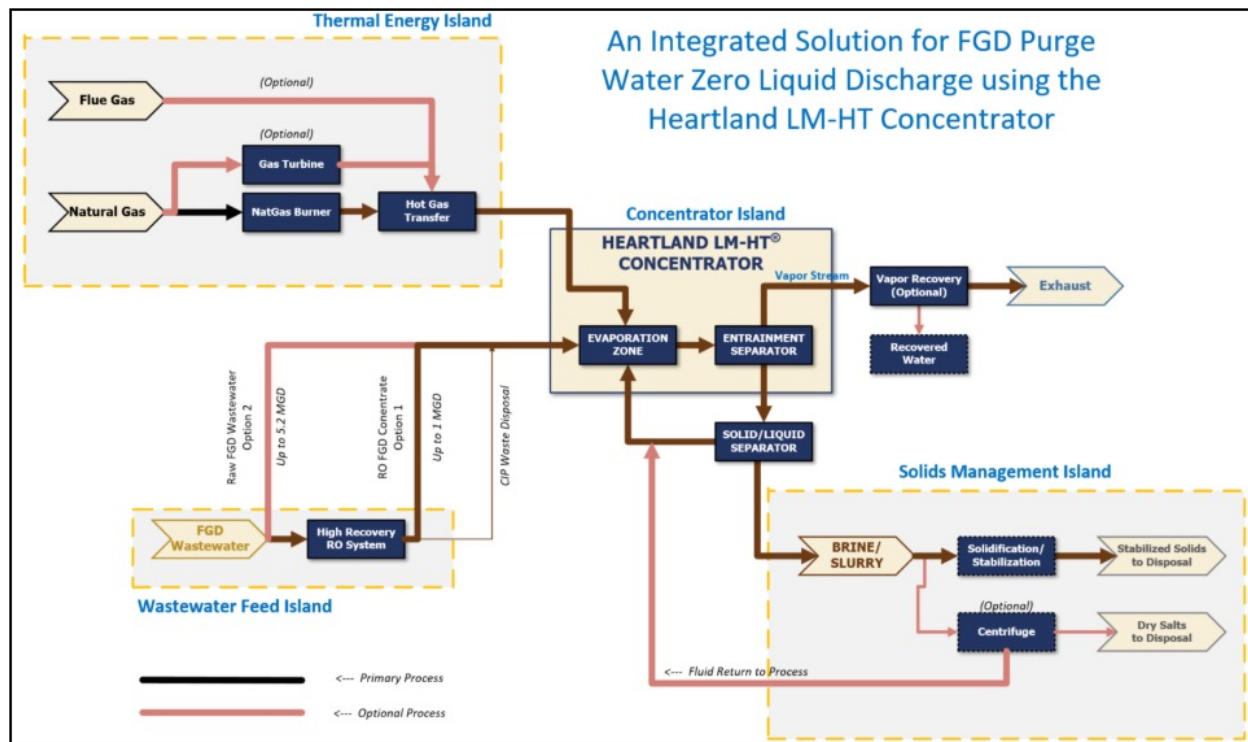 Thermal Energy Island
An Integrated Solution for FGD Purge
Water Zero Liquid Discharge using the
Heartland LM-HT Concentrator
Flue Gas
(Optional)
(Optional)
Gas Turbine
Natural Gas
NatGas Burner
Hot Gas
Transfer
Concentrator Island
HEARTLAND LM-HT®
CONCENTRATOR
Vapor Stream
Vapor Recovery
(Optional)
Exhaust
EVAPORATION
ZONE
ENTRAINMENT
SEPARATOR
Recovered
Water
Raw FGD Wastewater
Option 2
Up to 5.2 MGD
RO FGD Conentrate
Option 1
Up to 1 MGD
CIP Waste Disposal
SOLID/LIQUID
SEPARATOR
Solids Management Island
FGD
Wastewater
High Recovery
RO System
Wastewater Feed Island
BRINE/
SLURRY
Solidification/
Stabilization
Stabilized Solids
to Disposal
(Optional)
Centrifuge
Dry Salts
to Disposal
<--- Fluid Return to Process
<--- Primary Process
<--- Optional Process